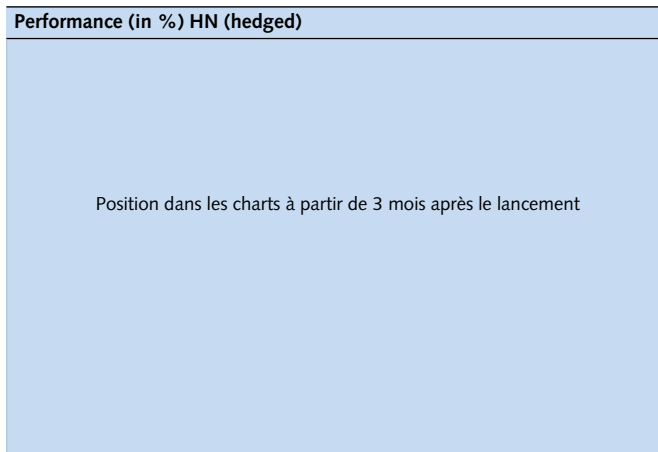 Performance (in %) HN (hedged)
Position dans les charts à partir de 3 mois après le lancement